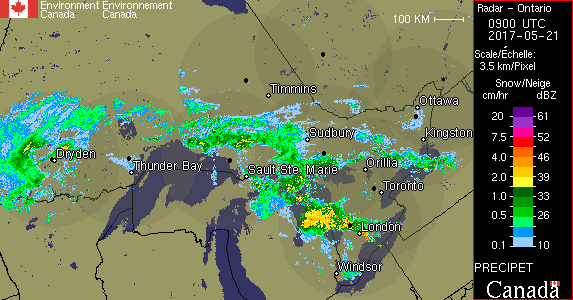 Environment Environnement
Canada Canada
100 KM
Timmins
Ottawa
Sudbury
Kingston
Dryden
Thunder Bay
Sault Ste. Marie
Orillia
Toronto
London
Windsor
Radar - Ontario
0900 UTC
2017-05-21
Scale/Échelle:
3.5 km/Pixel
Snow/Neige
cm/hr dBZ
20 61
7.5 52
4.0 46
2.0 39
1.0 33
0.5 26
0.1 10
PRECIPET
Canada